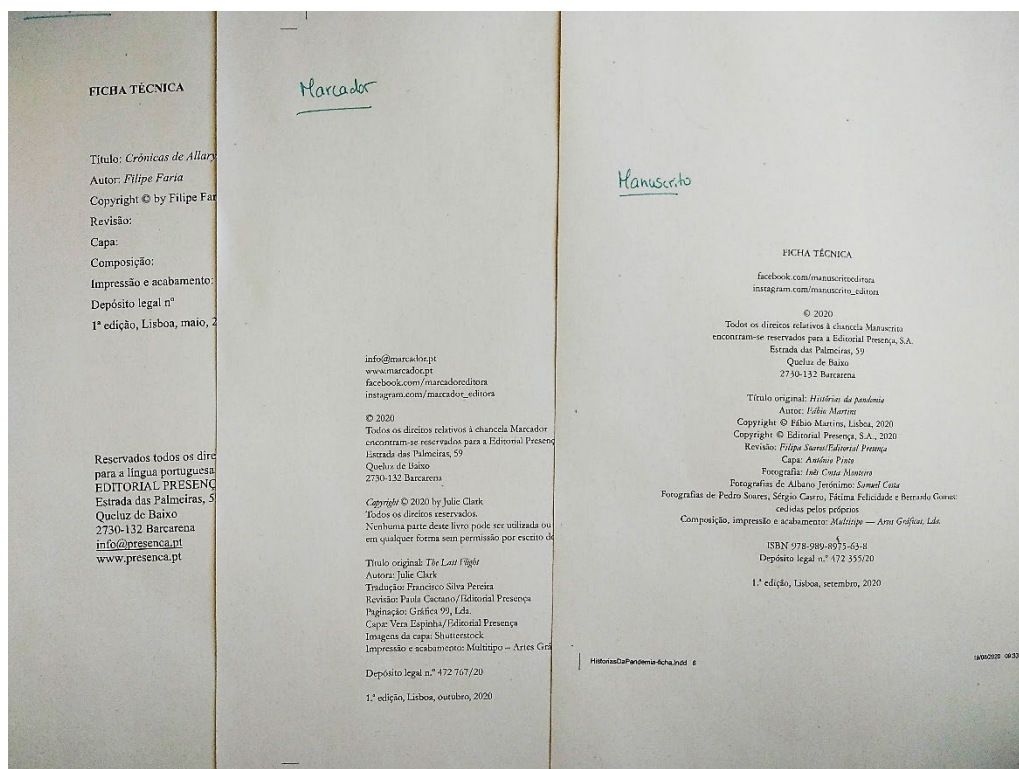 FICHA TÉCNICA
Título: Crónicas de Allary
Autor: Filipe Faria
Copyright © by Filipe Far
Revisão:
Capa:
Composição:
Impressão e acabamento:
Depósito legal nº
1ª edição, Lisboa, maio, 2
Reservados todos os dire
para a língua portuguesa
EDITORIAL PRESENÇ
Estrada das Palmeiras, 5
Queluz de Baixo
2730-132 Barcarena
info@presenca.pt
www.presenca.pt
Marcador
info@marcador.pt
www.marcador.pt
facebook.com/marcadoreditora
instagram.com/marcador_editora
© 2020
Todos os direitos relativos à chancela Marcador
encontram-se reservados para a Editorial Presenç
Estrada das Palmeiras, 59
Queluz de Baixo
2730-132 Barcarena
Copyright © 2020 by Julie Clark
Todos os direitos reservados.
Nenhuma parte deste livro pode ser utilizada ou
em qualquer forma sem permissão por escrito de
Título original: The Last Flight
Autora: Julie Clark
Tradução: Francisco Silva Pereira
Revisão: Paula Caetano/Editorial Presença
Paginação: Gráfica 99, Lda.
Capa: Vera Espinha/Editorial Presença
Imagens da capa: Shutterstock
Impressão e acabamento: Multitipo – Artes Grá
Depósito legal n.º 472 767/20
1.ª edição, Lisboa, outubro, 2020
Manuscrito
FICHA TÉCNICA
facebook.com/manuscritoeditora
instagram.com/manuscrito_editora
© 2020
Todos os direitos relativos à chancela Manuscrito
encontram-se reservados para a Editorial Presença, S.A.
Estrada das Palmeiras, 59
Queluz de Baixo
2730-132 Barcarena
Título original: Histórias da pandemia
Autor: Fábio Martins
Copyright © Fábio Martins, Lisboa, 2020
Copyright © Editorial Presença, S.A., 2020
Revisão: Filipa Soares/Editorial Presença
Capa: António Pinto
Fotografia: Inês Costa Monteiro
Fotografias de Albano Jerónimo: Samuel Costa
Fotografias de Pedro Soares, Sérgio Castro, Fátima Felicidade e Bernardo Gomes:
cedidas pelos próprios
Composição, impressão e acabamento: Multitipo — Artes Gráficas, Lda.
ISBN 978-989-8975-63-8
Depósito legal n.º 472 355/20
1.ª edição, Lisboa, setembro, 2020
HistoriasDaPandemia-ficha.indd 6